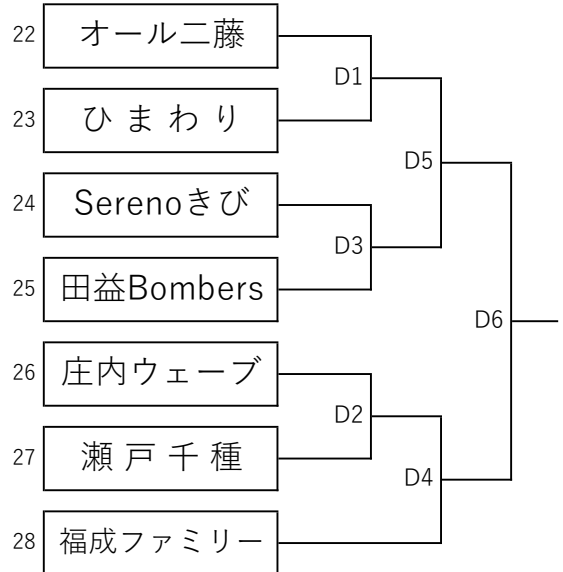 22 オール二藤
D1
23 ひまわり
D5
24 Serenoきび
D3
25 田益Bombers
D6
26 庄内ウェーブ
D2
27 瀬戸千種
D4
28 福成ファミリー